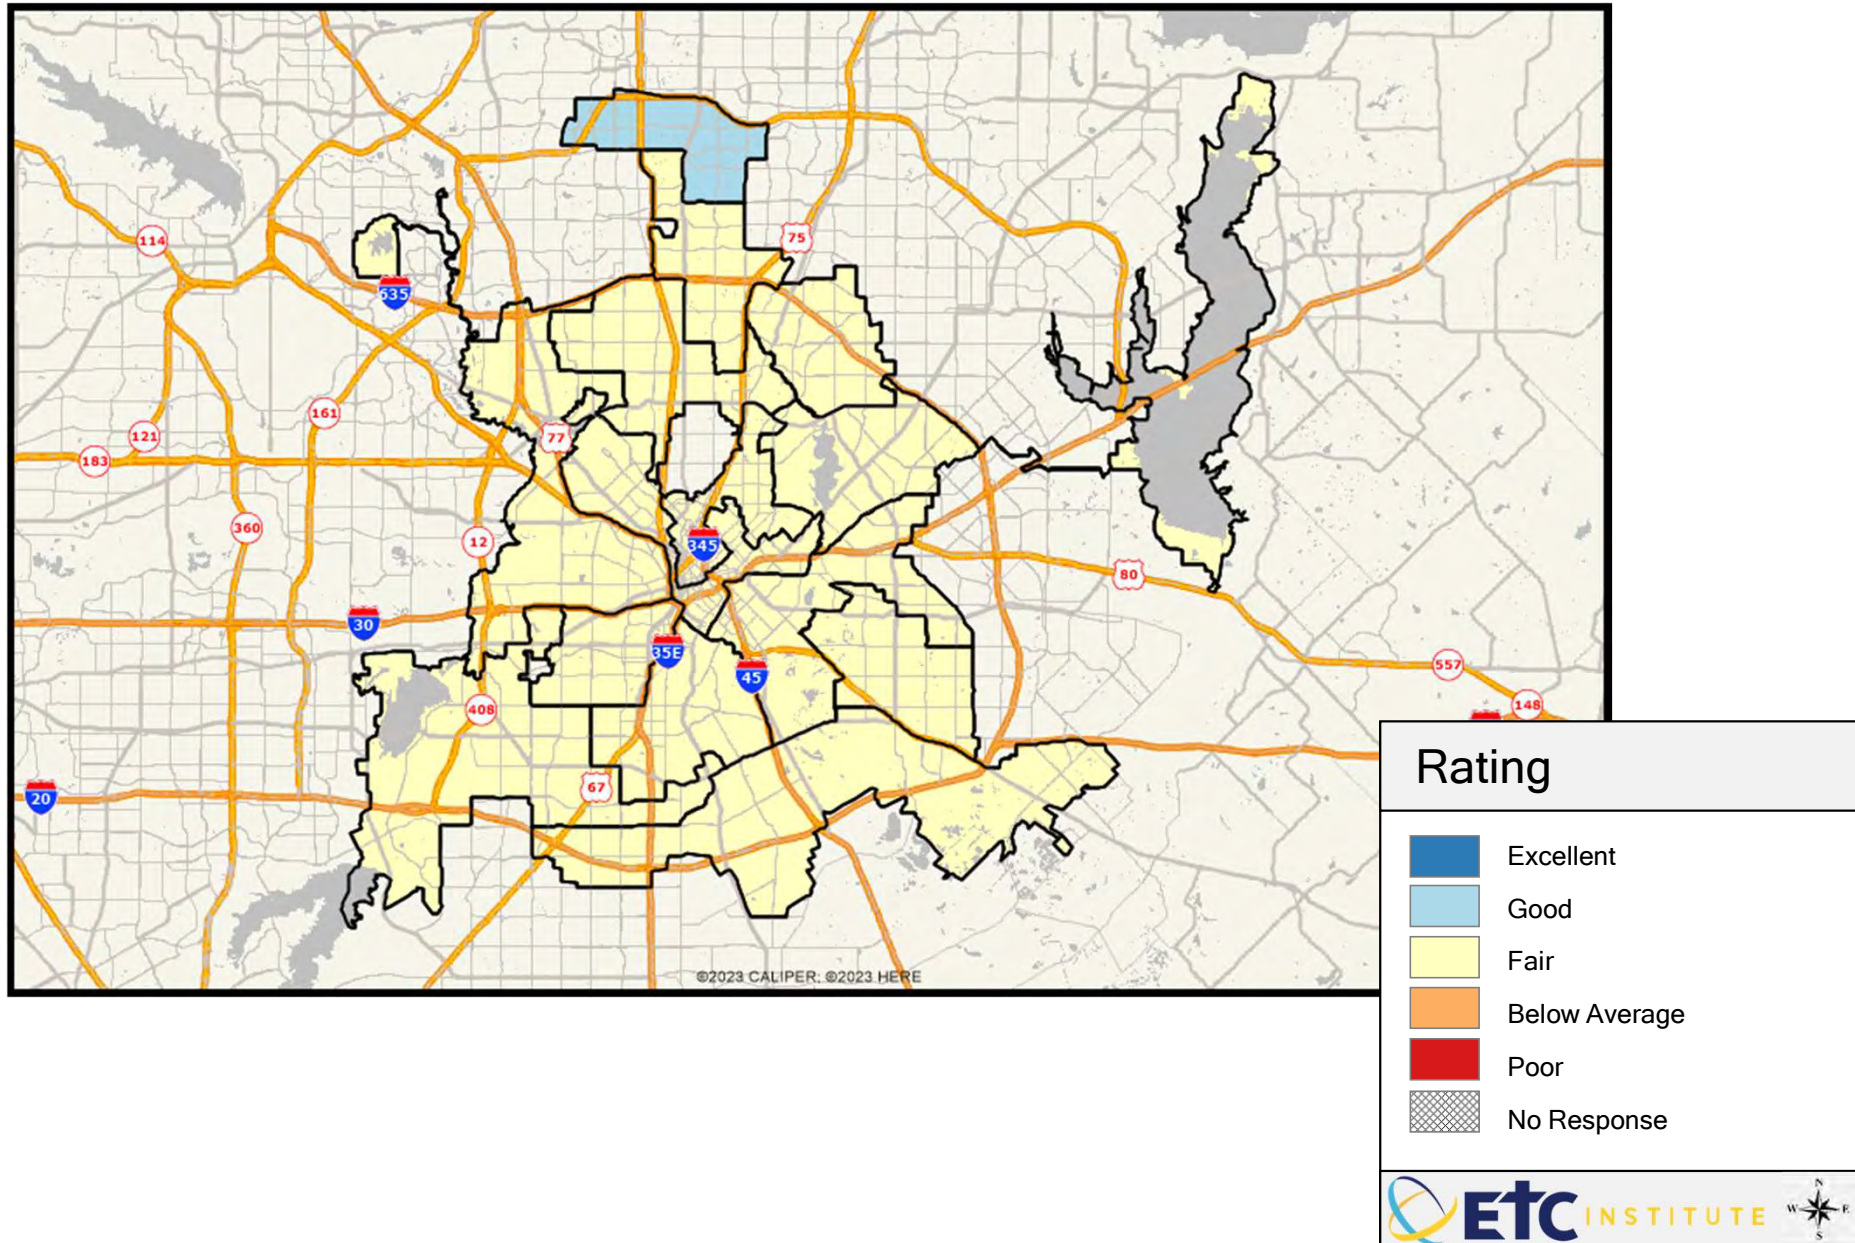 75
114
635
161
77
121
183
360
12
345
80
30
35E
45
557
408
148
67
20
©2023 CALIPER; ©2023 HERE
Rating
Excellent
Good
Fair
Below Average
Poor
No Response
ETC INSTITUTE
N
W E
S